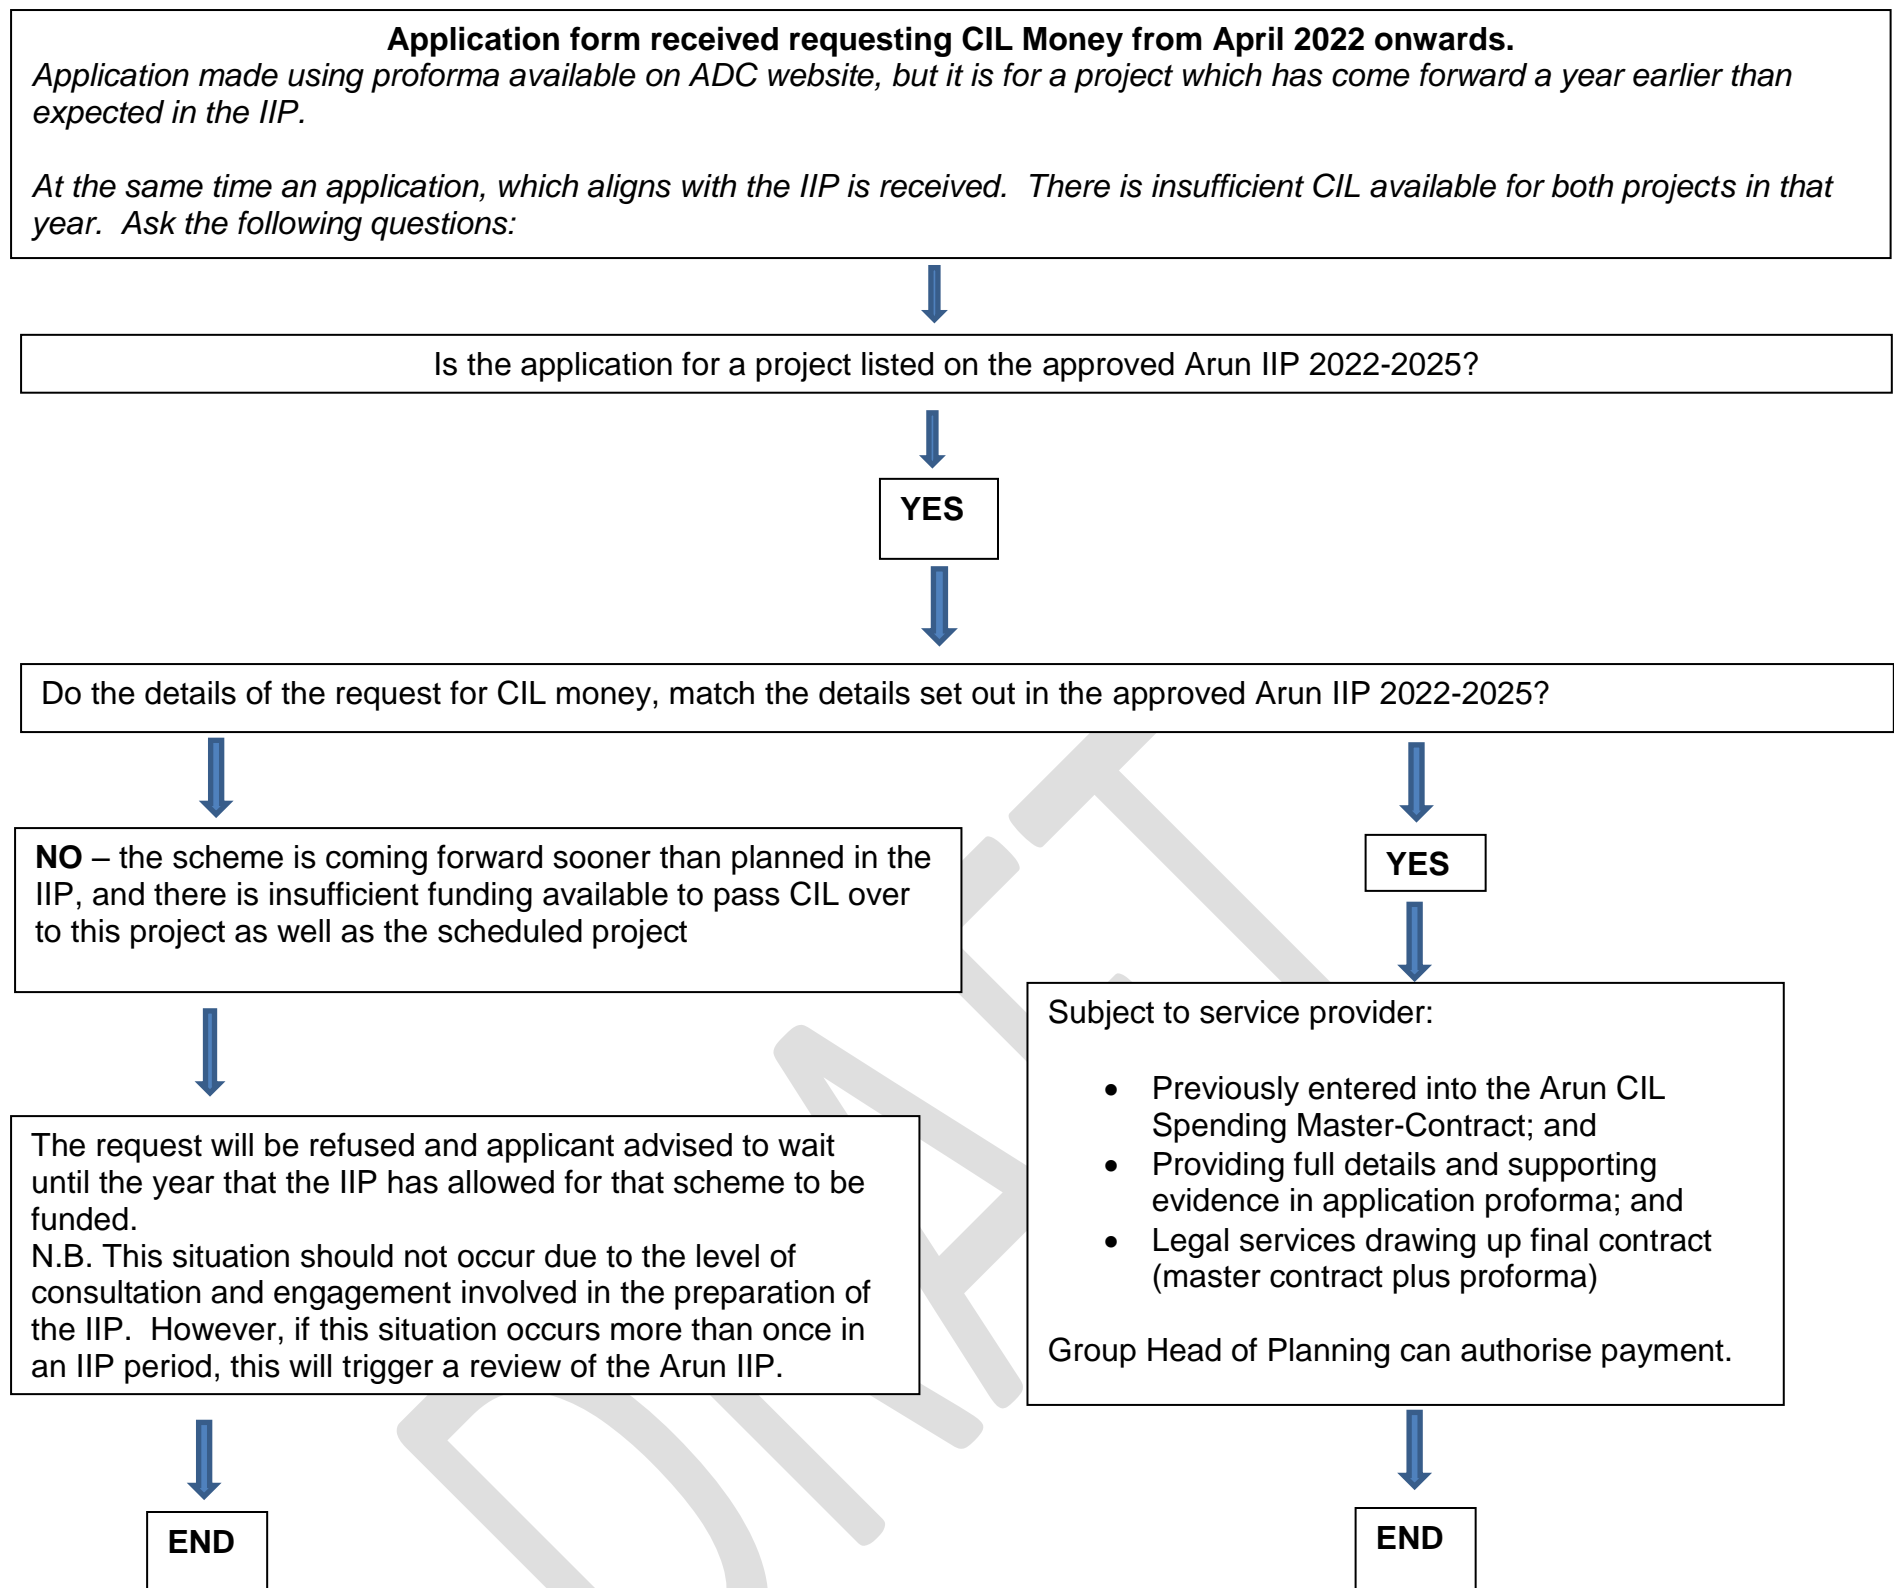 Application form received requesting CIL Money from April 2022 onwards.
Application made using proforma available on ADC website, but it is for a project which has come forward a year earlier than
expected in the IIP.
At the same time an application, which aligns with the IIP is received.  There is insufficient CIL available for both projects in that
year.  Ask the following questions:
Is the application for a project listed on the approved Arun IIP 2022-2025?
YES
Do the details of the request for CIL money, match the details set out in the approved Arun IIP 2022-2025?
NO – the scheme is coming forward sooner than planned in the
IIP, and there is insufficient funding available to pass CIL over
to this project as well as the scheduled project
The request will be refused and applicant advised to wait
until the year that the IIP has allowed for that scheme to be
funded.
N.B. This situation should not occur due to the level of
consultation and engagement involved in the preparation of
the IIP.  However, if this situation occurs more than once in
an IIP period, this will trigger a review of the Arun IIP.
END
YES
Subject to service provider:
• Previously entered into the Arun CIL
Spending Master-Contract; and
• Providing full details and supporting
evidence in application proforma; and
• Legal services drawing up final contract
(master contract plus proforma)
Group Head of Planning can authorise payment.
END
DRAFT